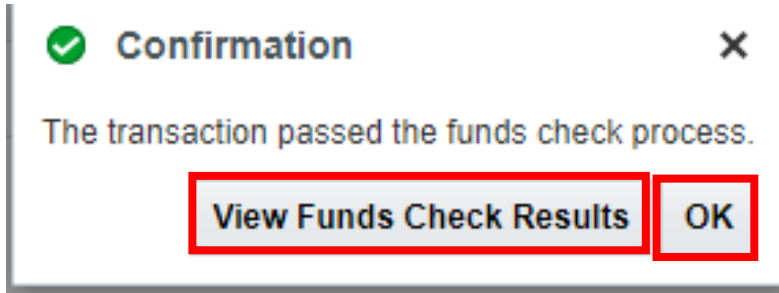 Confirmation
The transaction passed the funds check process.
View Funds Check Results OK